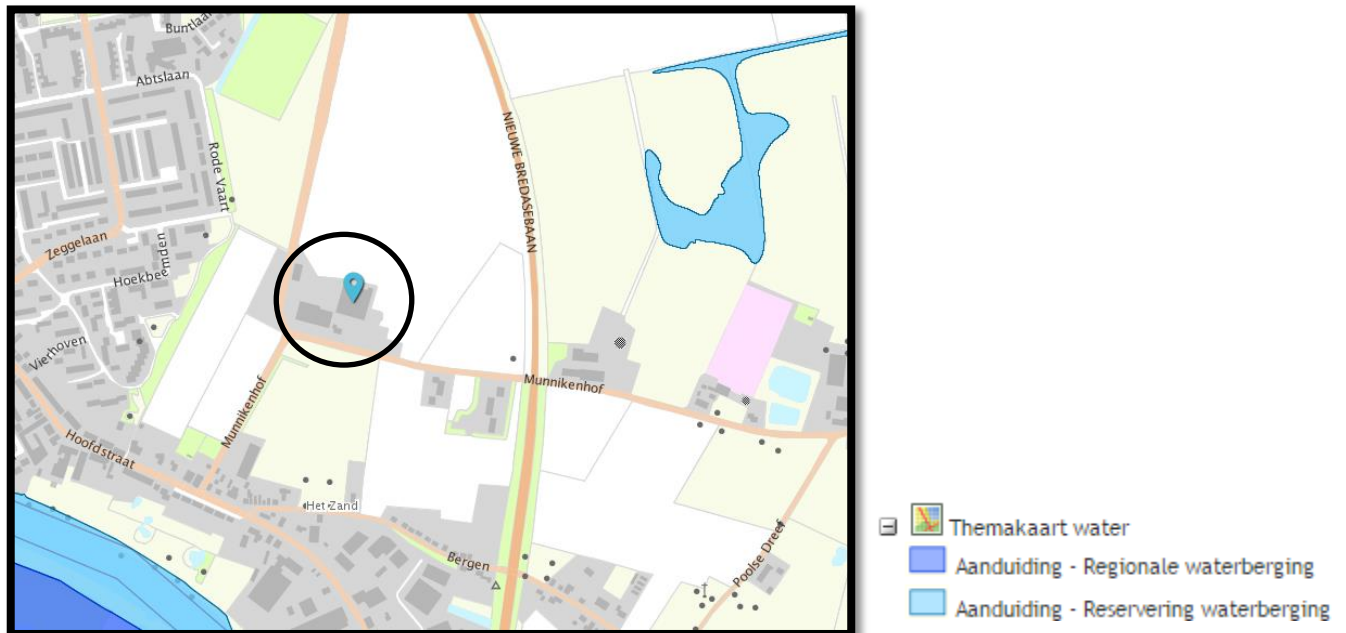 Buntlaan
Abtslaan
Rode Vaart
NIEUWE BREDASEBAAN
Zeggelaan
Hoekbeemden
Vierhoven
Munnikenhof
Munnikenhof
Hoofdstraat
Het Zand
Bergen
Poolse Dreef
Themakaart water
Aanduiding - Regionale waterberging
Aanduiding - Reservering waterberging